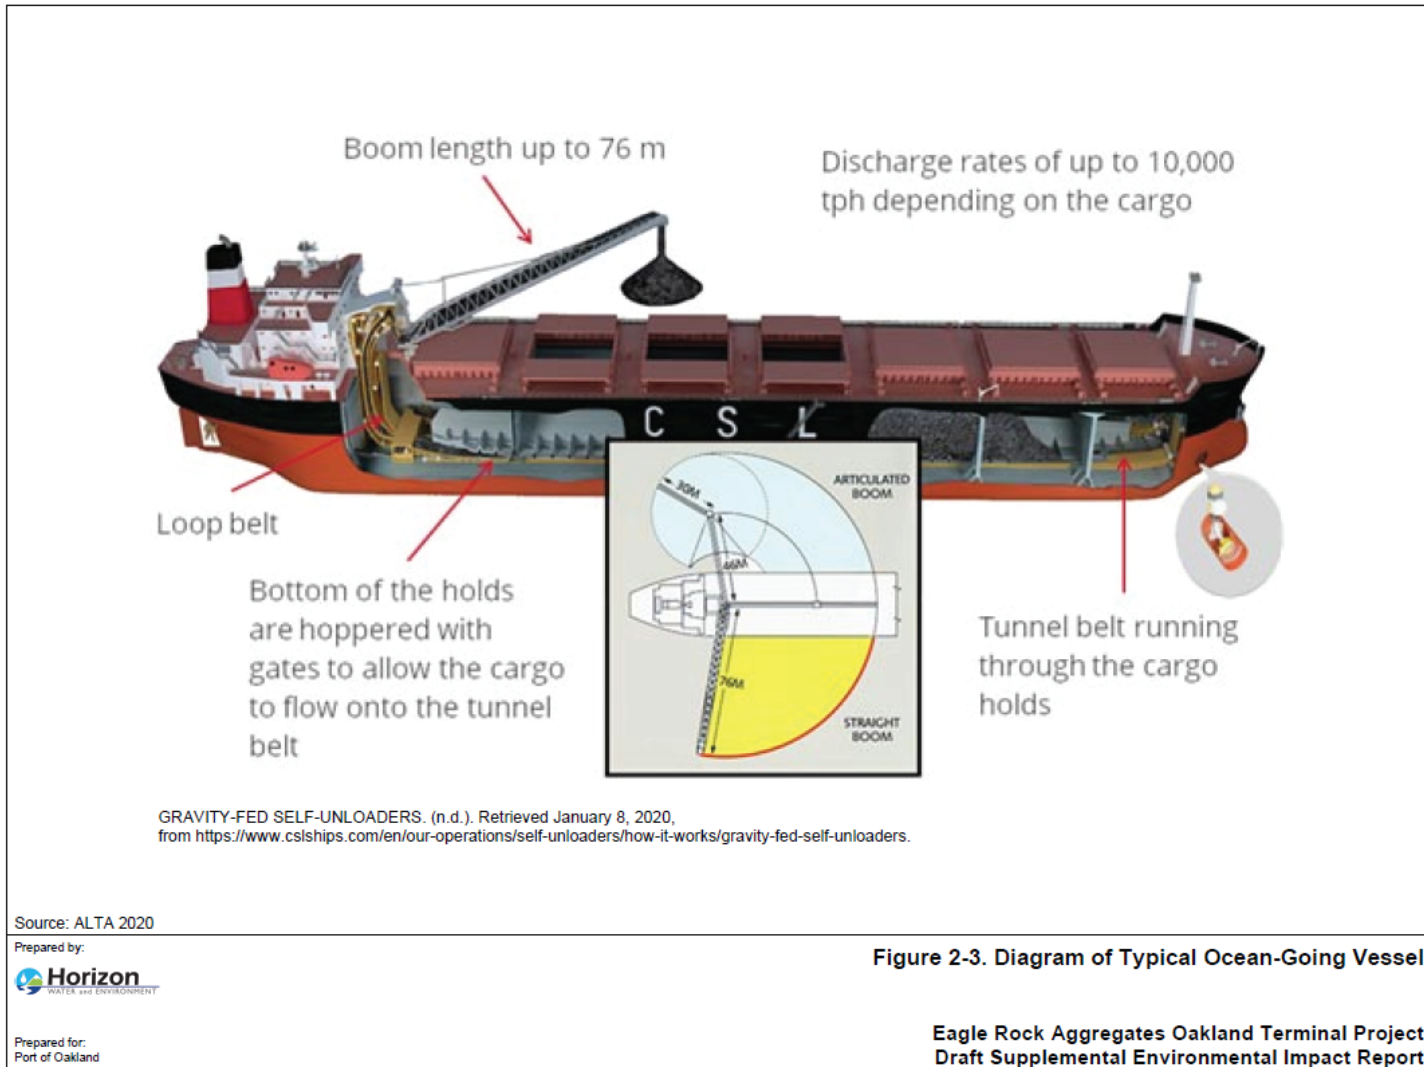 Boom length up to 76 m
Discharge rates of up to 10,000
tph depending on the cargo
C S L
Loop belt
Bottom of the holds
are hoppered with
gates to allow the cargo
to flow onto the tunnel
belt
ARTICULATED
BOOM
30M
46M
76M
STRAIGHT
BOOM
Tunnel belt running
through the cargo
holds
GRAVITY-FED SELF-UNLOADERS. (n.d.). Retrieved January 8, 2020,
from https://www.cslships.com/en/our-operations/self-unloaders/how-it-works/gravity-fed-self-unloaders.
Source: ALTA 2020
Prepared by:
Horizon
WATER and ENVIRONMENT
Figure 2-3. Diagram of Typical Ocean-Going Vessel
Prepared for:
Port of Oakland
Eagle Rock Aggregates Oakland Terminal Project
Draft Supplemental Environmental Impact Report